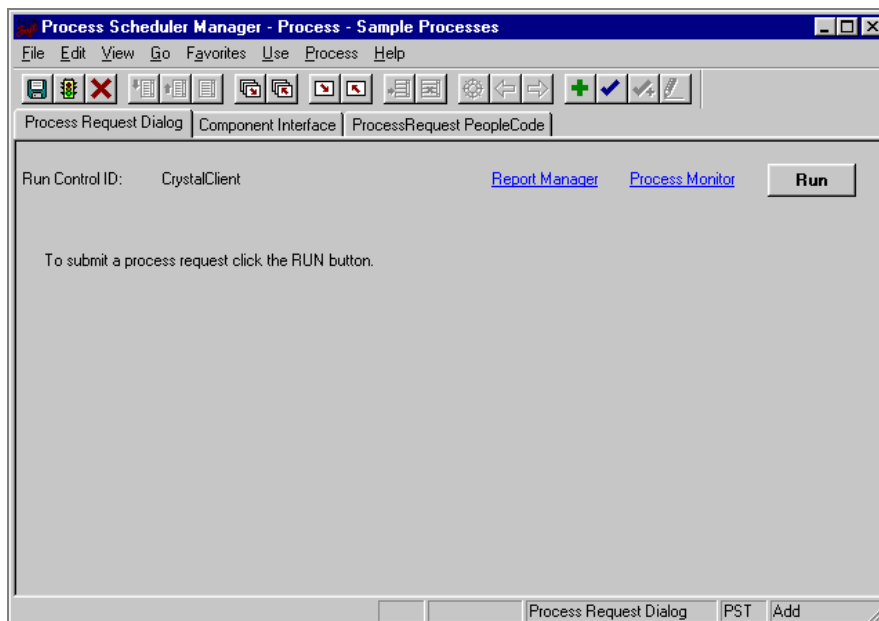 Process Scheduler Manager - Process - Sample Processes
File Edit View Go Favorites Use Process Help
Process Request Dialog Component Interface ProcessRequest PeopleCode
Run Control ID: CrystalClient Report Manager Process Monitor Run
To submit a process request click the RUN button.
Process Request Dialog PST Add